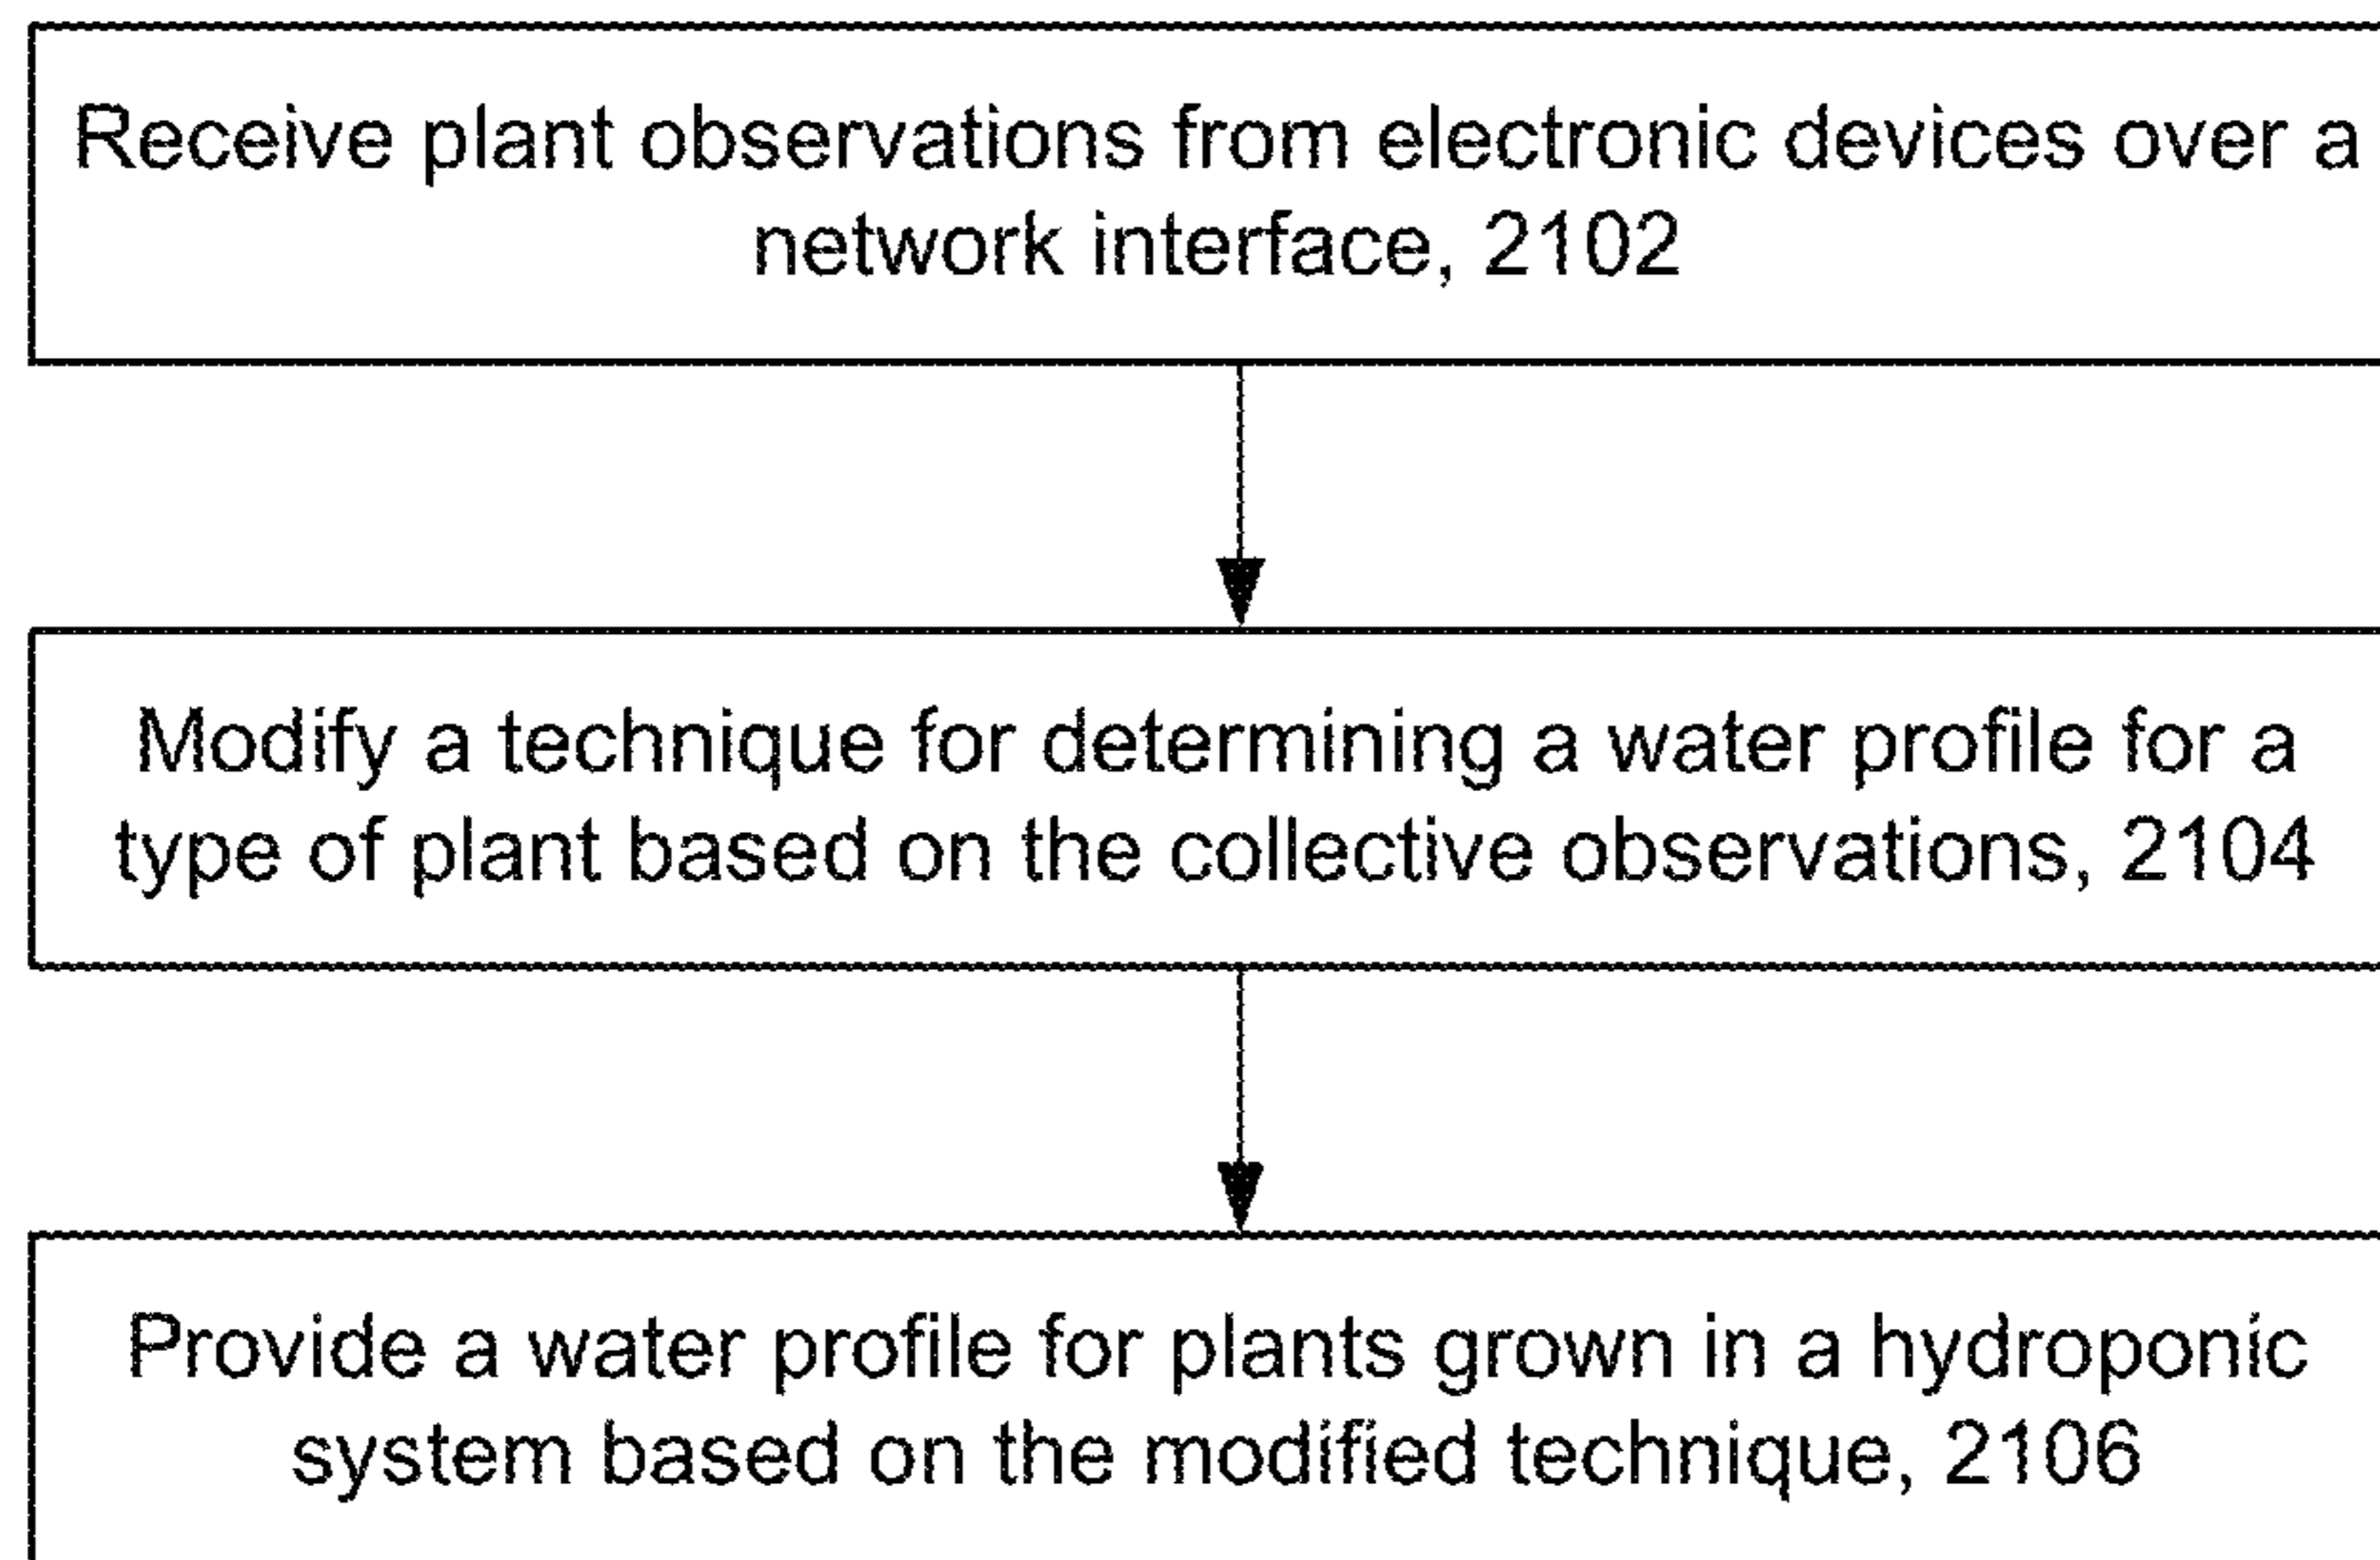 Receive plant observations from electronic devices over a
network interface, 2102
Modify a technique for determining a water profile for a
type of plant based on the collective observations, 2104
Provide a water profile for plants grown in a hydroponic
system based on the modified technique, 2106